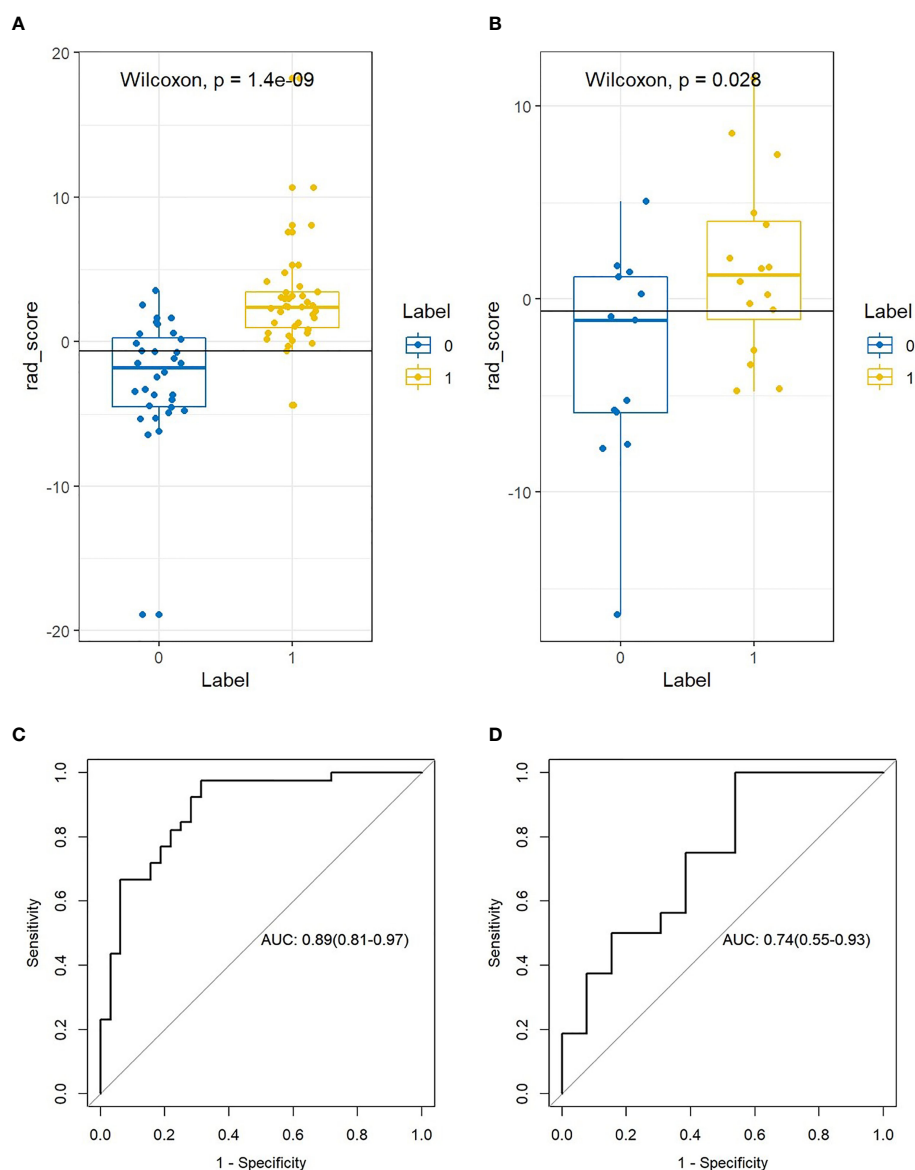 A
Wilcoxon, p = 1.4e-09
20
10
0
-10
-20
rad_score
0
1
Label
Label
0
1
B
Wilcoxon, p = 0.028
10
0
-10
rad_score
0
1
Label
Label
0
1
C
1.0
0.8
0.6
0.4
0.2
0.0
Sensitivity
AUC: 0.89(0.81-0.97)
0.0 0.2 0.4 0.6 0.8 1.0
1 - Specificity
D
1.0
0.8
0.6
0.4
0.2
0.0
Sensitivity
AUC: 0.74(0.55-0.93)
0.0 0.2 0.4 0.6 0.8 1.0
1 - Specificity